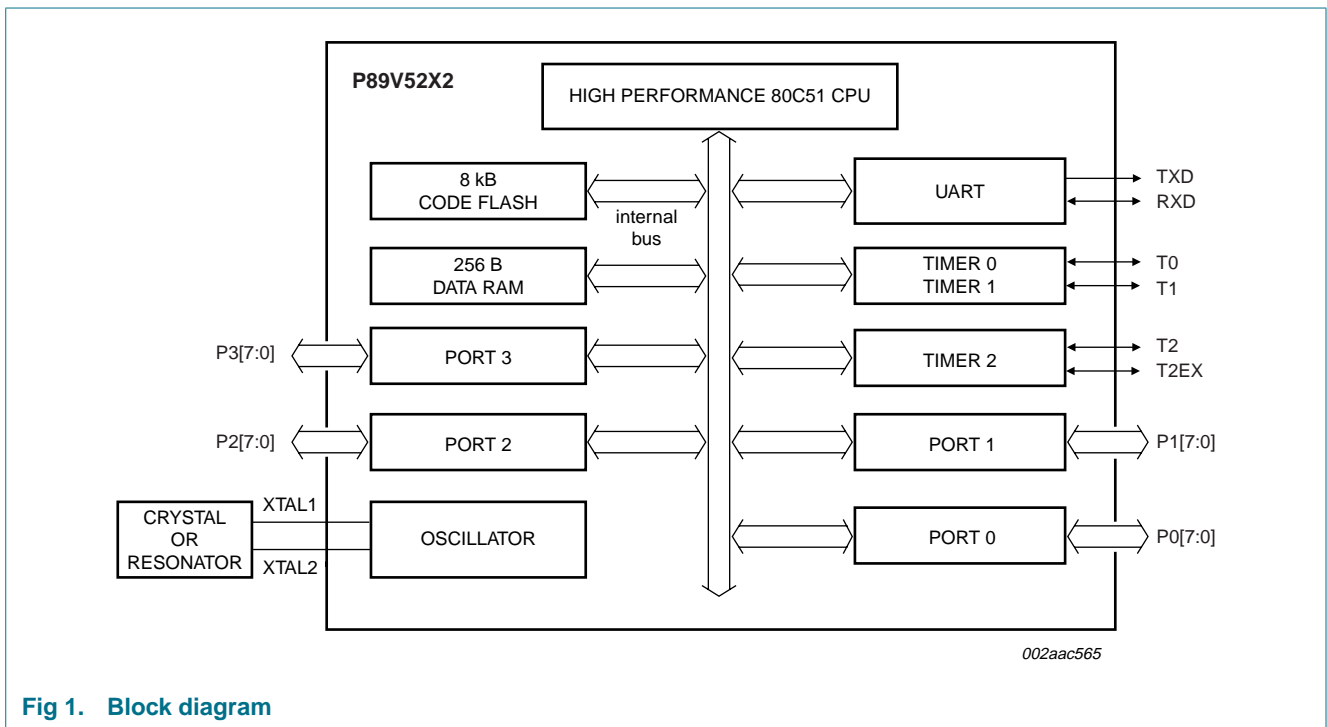 P89V52X2
HIGH PERFORMANCE 80C51 CPU
8 kB
CODE FLASH
internal
bus
UART
TXD
RXD
256 B
DATA RAM
TIMER 0
TIMER 1
T0
T1
P3[7:0]
PORT 3
TIMER 2
T2
T2EX
P2[7:0]
PORT 2
PORT 1
P1[7:0]
CRYSTAL
OR
RESONATOR
XTAL1
XTAL2
OSCILLATOR
PORT 0
P0[7:0]
002aac565
Fig 1. Block diagram